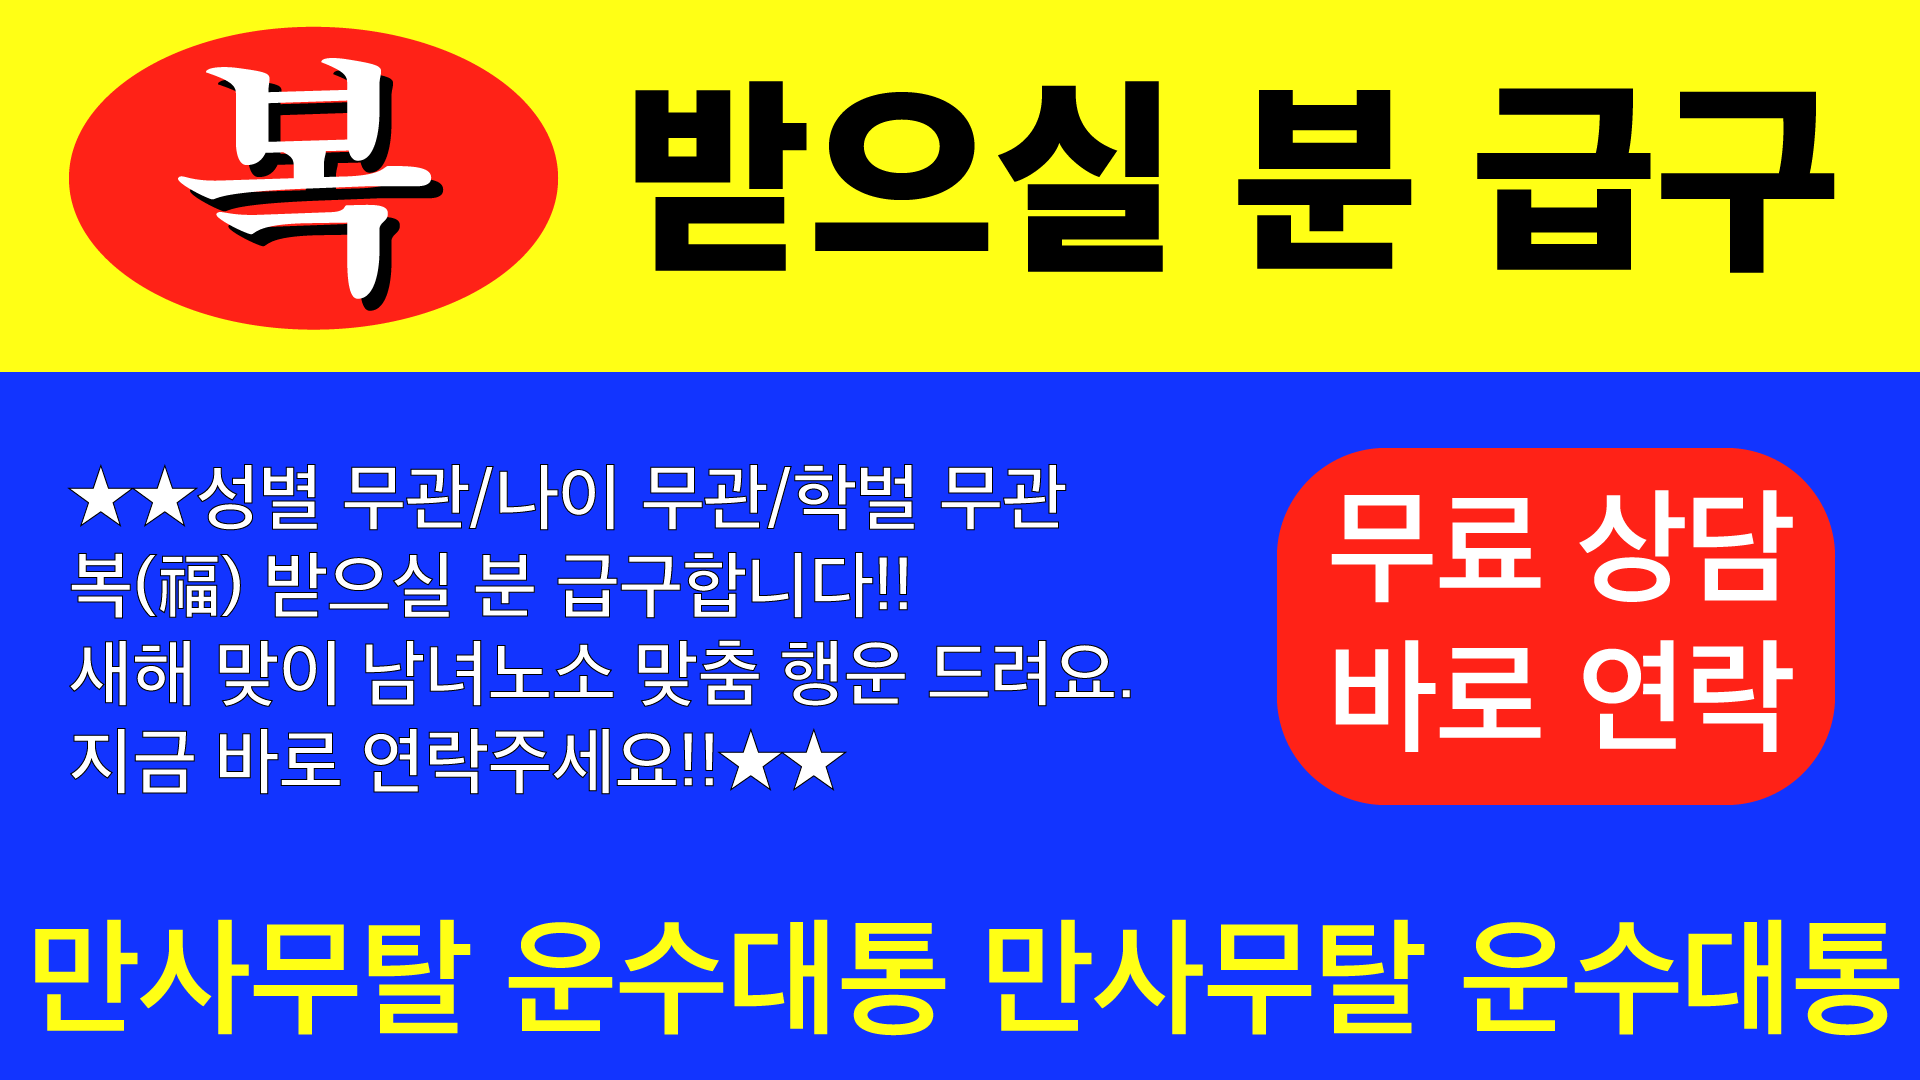 복 받으실 분 급구
★★성별 무관/나이 무관/학벌 무관
복(福) 받으실 분 급구합니다!!
새해 맞이 남녀노소 맞춤 행운 드려요.
지금 바로 연락주세요!!★★
무료 상담
바로 연락
만사무탈 운수대통 만사무탈 운수대통